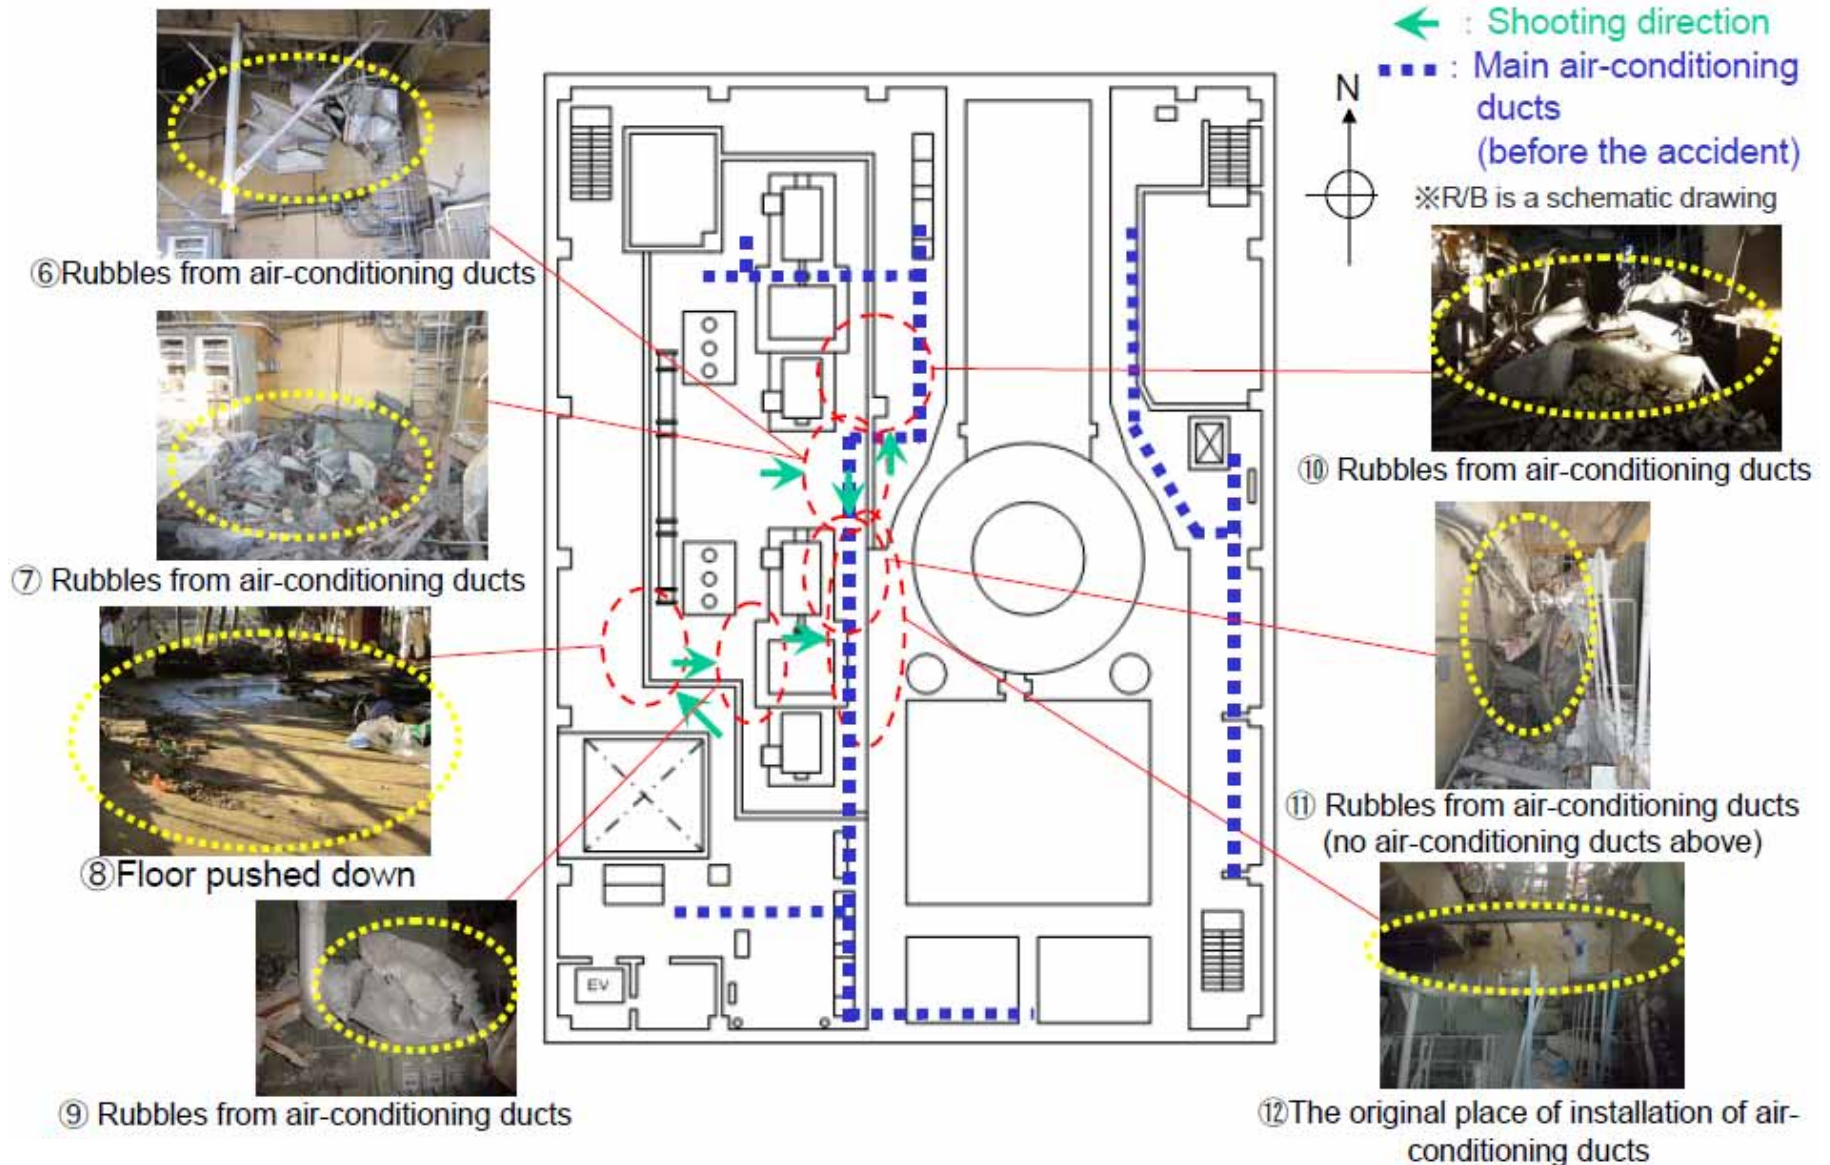 : Shooting direction
: Main air-conditioning
ducts
(before the accident)
※R/B is a schematic drawing
N
⑥Rubbles from air-conditioning ducts
⑦ Rubbles from air-conditioning ducts
⑧Floor pushed down
⑨ Rubbles from air-conditioning ducts
EV
⑩ Rubbles from air-conditioning ducts
⑪ Rubbles from air-conditioning ducts
(no air-conditioning ducts above)
⑫The original place of installation of air-
conditioning ducts